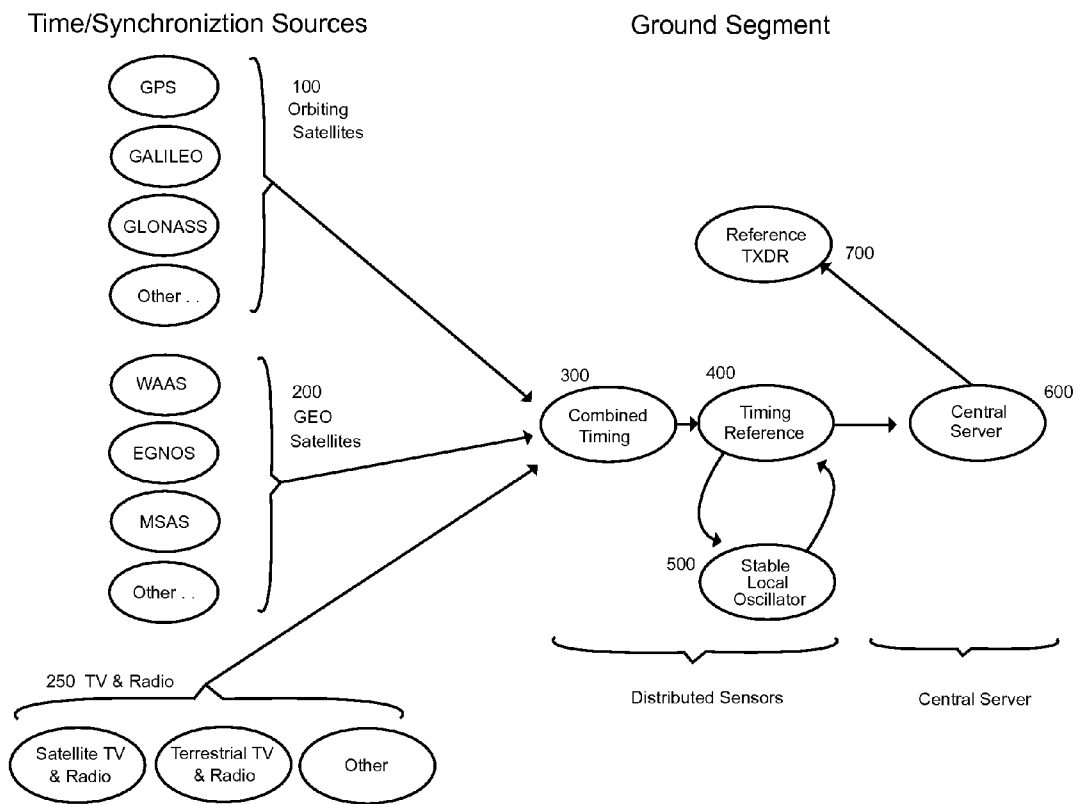 Time/Synchroniztion Sources
Ground Segment
GPS
GALILEO
GLONASS
Other . .
100
Orbiting
Satellites
WAAS
EGNOS
MSAS
Other . .
200
GEO
Satellites
250 TV & Radio
Satellite TV
& Radio
Terrestrial TV
& Radio
Other
300
Combined
Timing
400
Timing
Reference
500
Stable
Local
Oscillator
600
Central
Server
700
Reference
TXDR
Distributed Sensors
Central Server